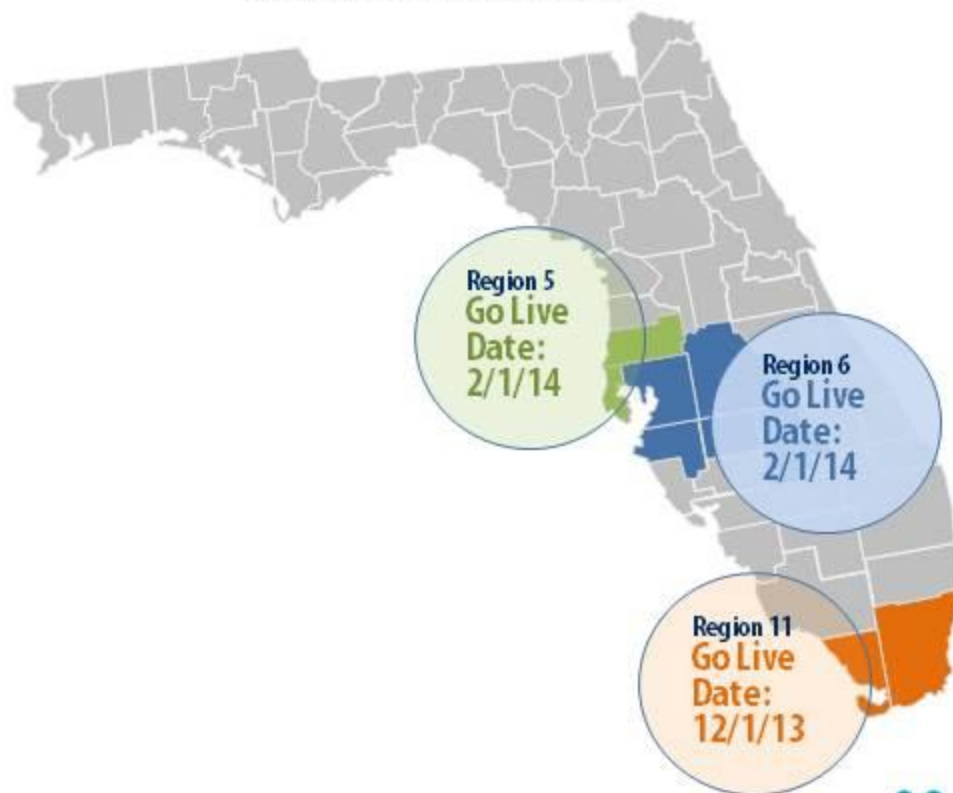 Region 5
Go Live
Date:
2/1/14
Region 6
Go Live
Date:
2/1/14
Region 11
Go Live
Date:
12/1/13